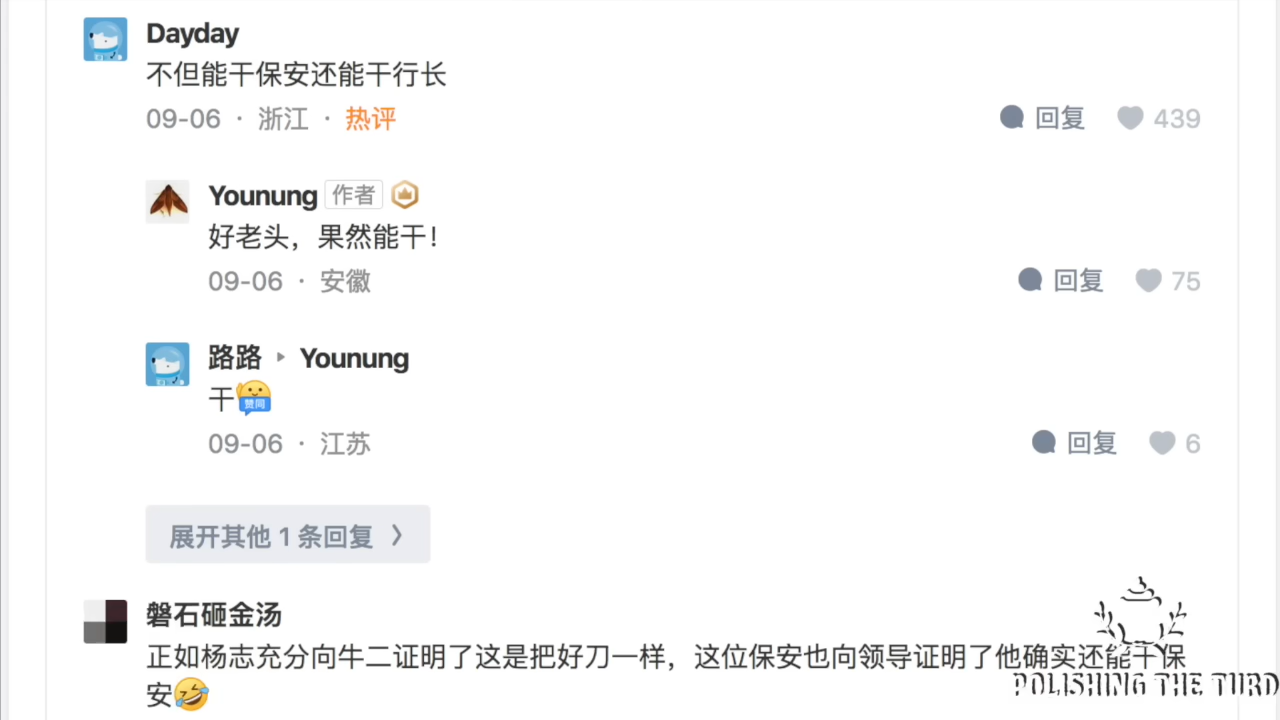 Dayday
不但能干保安还能干行长
09-06 · 浙江 · 热评
回复 439
Younung 作者
好老头，果然能干！
09-06 · 安徽
回复 75
路路 ▸ Younung
干
赞同
09-06 · 江苏
回复 6
展开其他 1 条回复 〉
磐石砸金汤
正如杨志充分向牛二证明了这是把好刀一样，这位保安也向领导证明了他确实还能干保
安🤣
POLISHING THE TURD